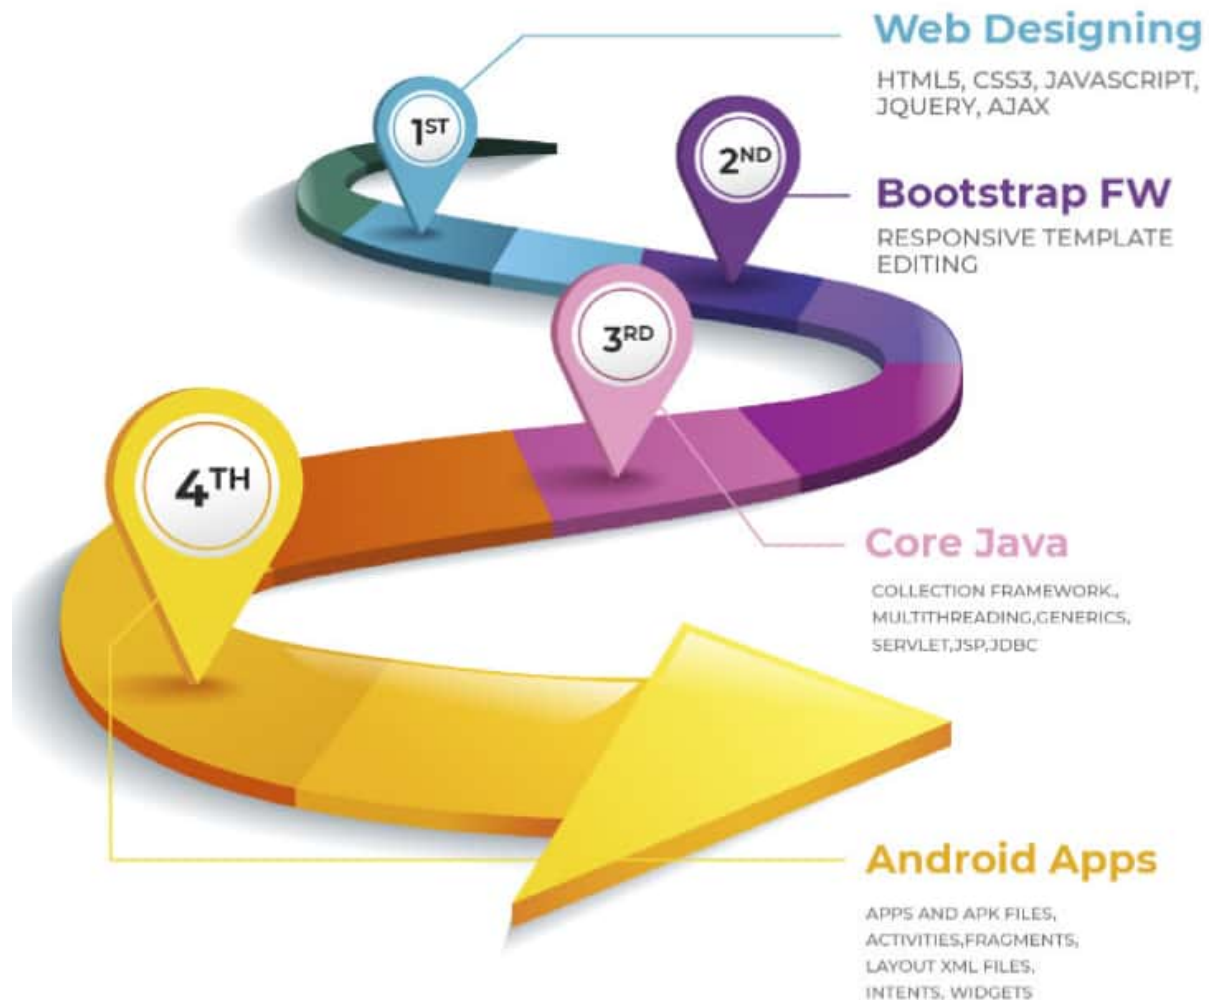 Web Designing
HTML5, CSS3, JAVASCRIPT,
JQUERY, AJAX
1ST
2ND
Bootstrap FW
RESPONSIVE TEMPLATE
EDITING
3RD
4TH
Core Java
COLLECTION FRAMEWORK,
MULTITHREADING,GENERICS,
SERVLET,JSP,JDBC
Android Apps
APPS AND APK FILES,
ACTIVITIES,FRAGMENTS,
LAYOUT XML FILES,
INTENTS, WIDGETS